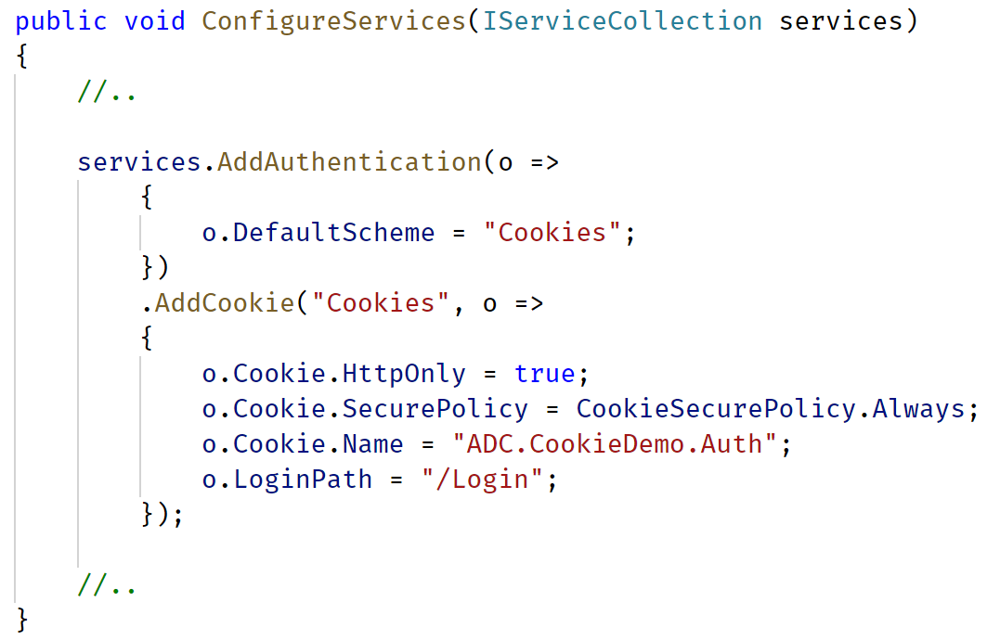 public void ConfigureServices(IServiceCollection services)
{
    //..

    services.AddAuthentication(o =>
        {
            o.DefaultScheme = "Cookies";
        })
        .AddCookie("Cookies", o =>
        {
            o.Cookie.HttpOnly = true;
            o.Cookie.SecurePolicy = CookieSecurePolicy.Always;
            o.Cookie.Name = "ADC.CookieDemo.Auth";
            o.LoginPath = "/Login";
        });

    //..
}